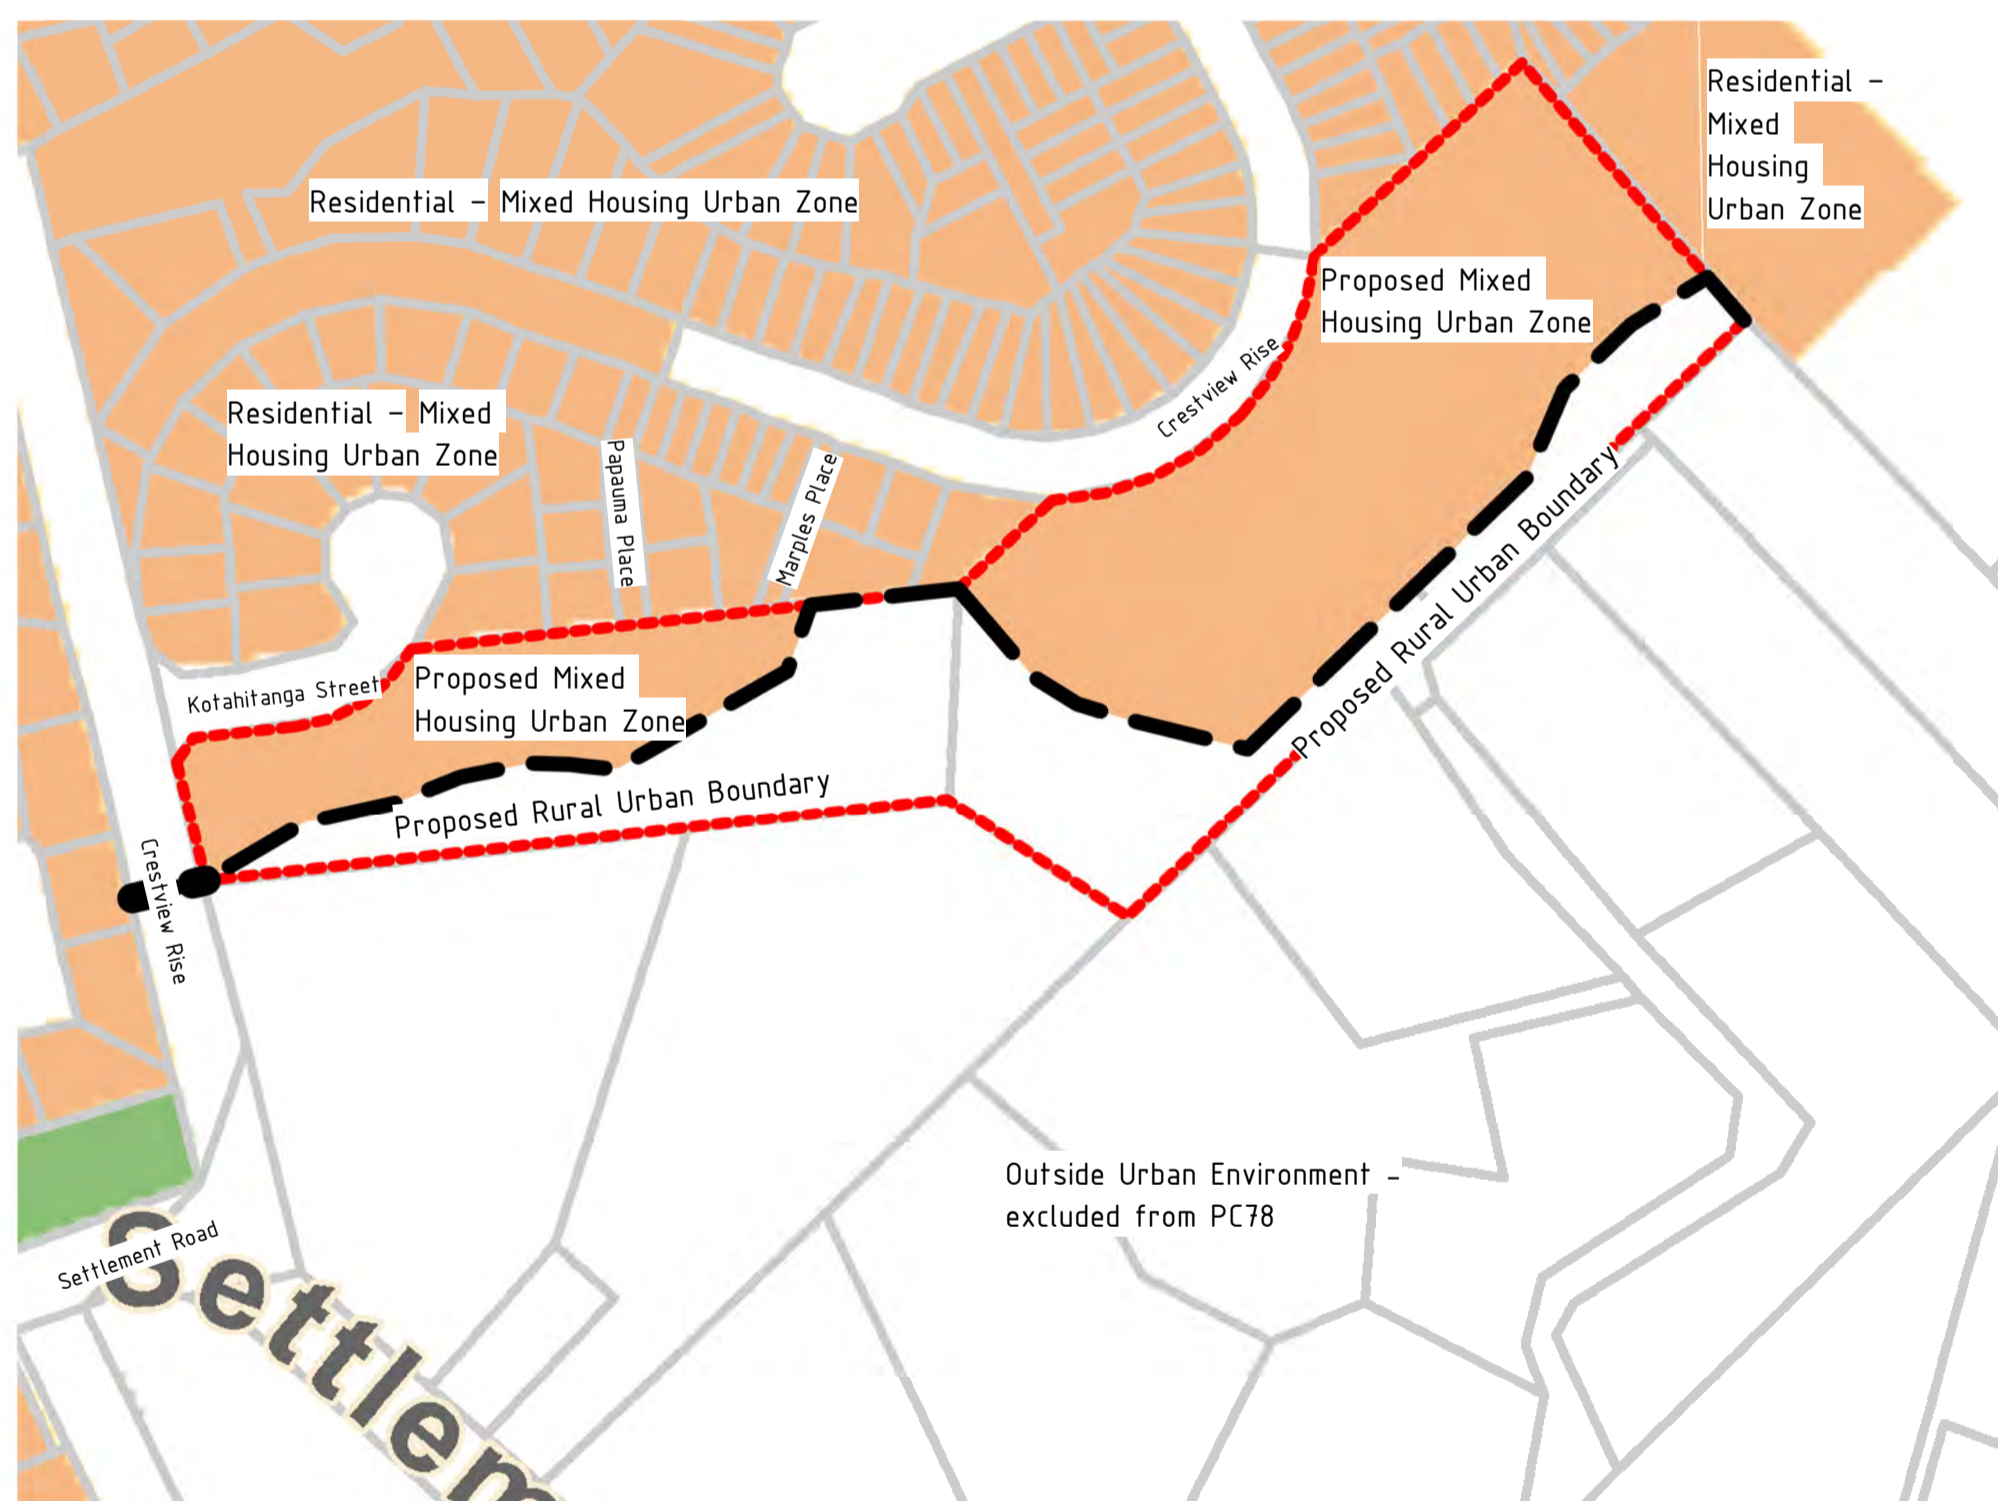 Residential –
Mixed
Housing
Urban Zone
Residential – Mixed Housing Urban Zone
Proposed Mixed
Housing Urban Zone
Crestview Rise
Residential – Mixed
Housing Urban Zone
Papauma Place
Marples Place
Proposed Rural Urban Boundary
Kotahitanga Street
Proposed Mixed
Housing Urban Zone
Proposed Rural Urban Boundary
Crestview Rise
Outside Urban Environment –
excluded from PC78
Settlement Road
Settlem